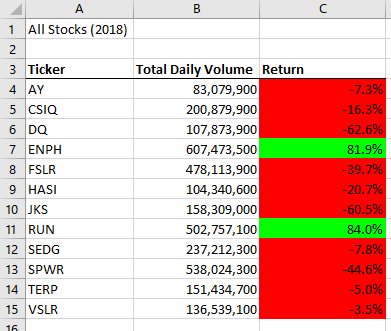 A B C
1 All Stocks (2018)
2
3 Ticker Total Daily Volume Return
4 AY 83,079,900 -7.3%
5 CSIQ 200,879,900 -16.3%
6 DQ 107,873,900 -62.6%
7 ENPH 607,473,500 81.9%
8 FSLR 478,113,900 -39.7%
9 HASI 104,340,600 -20.7%
10 JKS 158,309,000 -60.5%
11 RUN 502,757,100 84.0%
12 SEDG 237,212,300 -7.8%
13 SPWR 538,024,300 -44.6%
14 TERP 151,434,700 -5.0%
15 VSLR 136,539,100 -3.5%
16